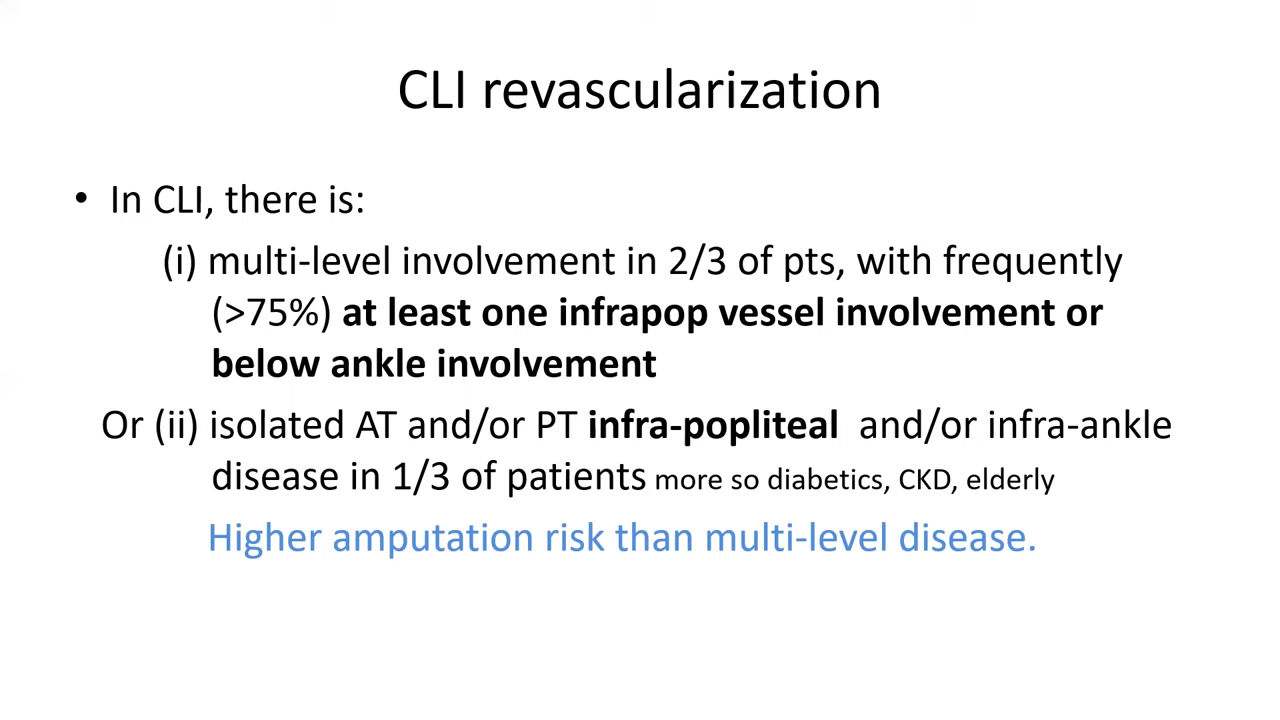 CLI revascularization
• In CLI, there is:
(i) multi-level involvement in 2/3 of pts, with frequently
(>75%) at least one infrapop vessel involvement or
below ankle involvement
Or (ii) isolated AT and/or PT infra-popliteal and/or infra-ankle
disease in 1/3 of patients more so diabetics, CKD, elderly
Higher amputation risk than multi-level disease.